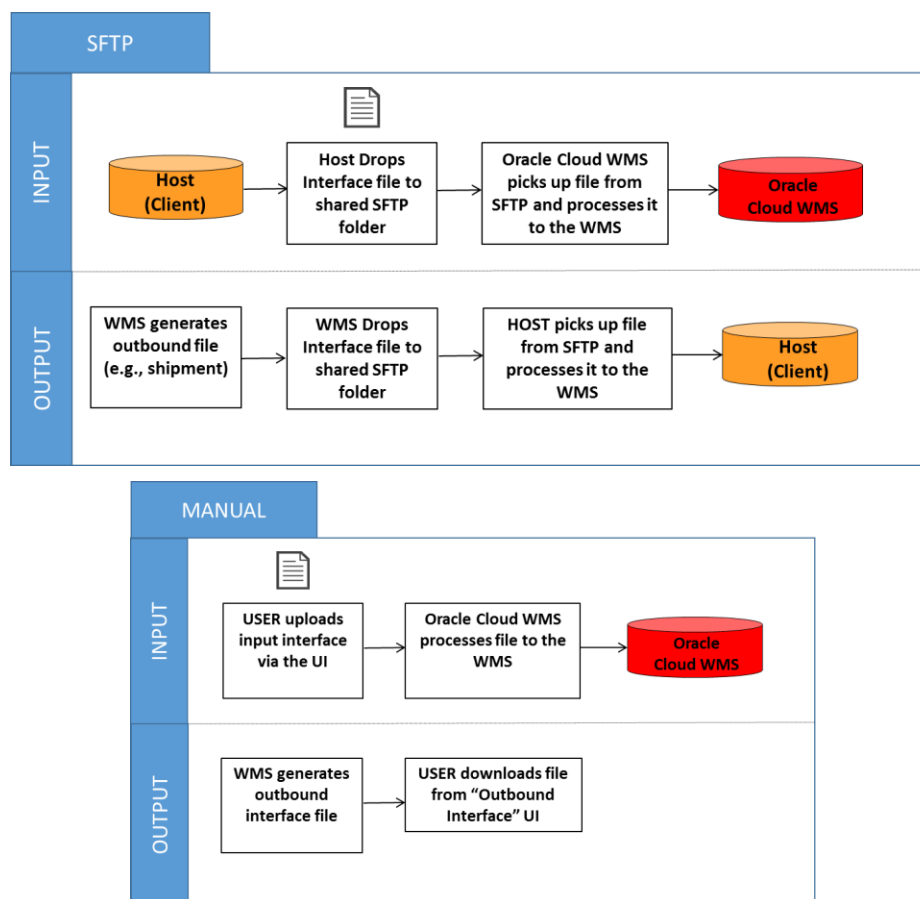 SFTP
INPUT
Host
(Client)
Host Drops
Interface file to
shared SFTP
folder
Oracle Cloud WMS
picks up file from
SFTP and processes it
to the WMS
Oracle
Cloud WMS
OUTPUT
WMS generates
outbound file
(e.g., shipment)
WMS Drops
Interface file to
shared SFTP
folder
HOST picks up file
from SFTP and
processes it to the
WMS
Host
(Client)
MANUAL
INPUT
USER uploads
input interface
via the UI
Oracle Cloud WMS
processes file to the
WMS
Oracle
Cloud WMS
OUTPUT
WMS generates
outbound
interface file
USER downloads file
from “Outbound
Interface” UI